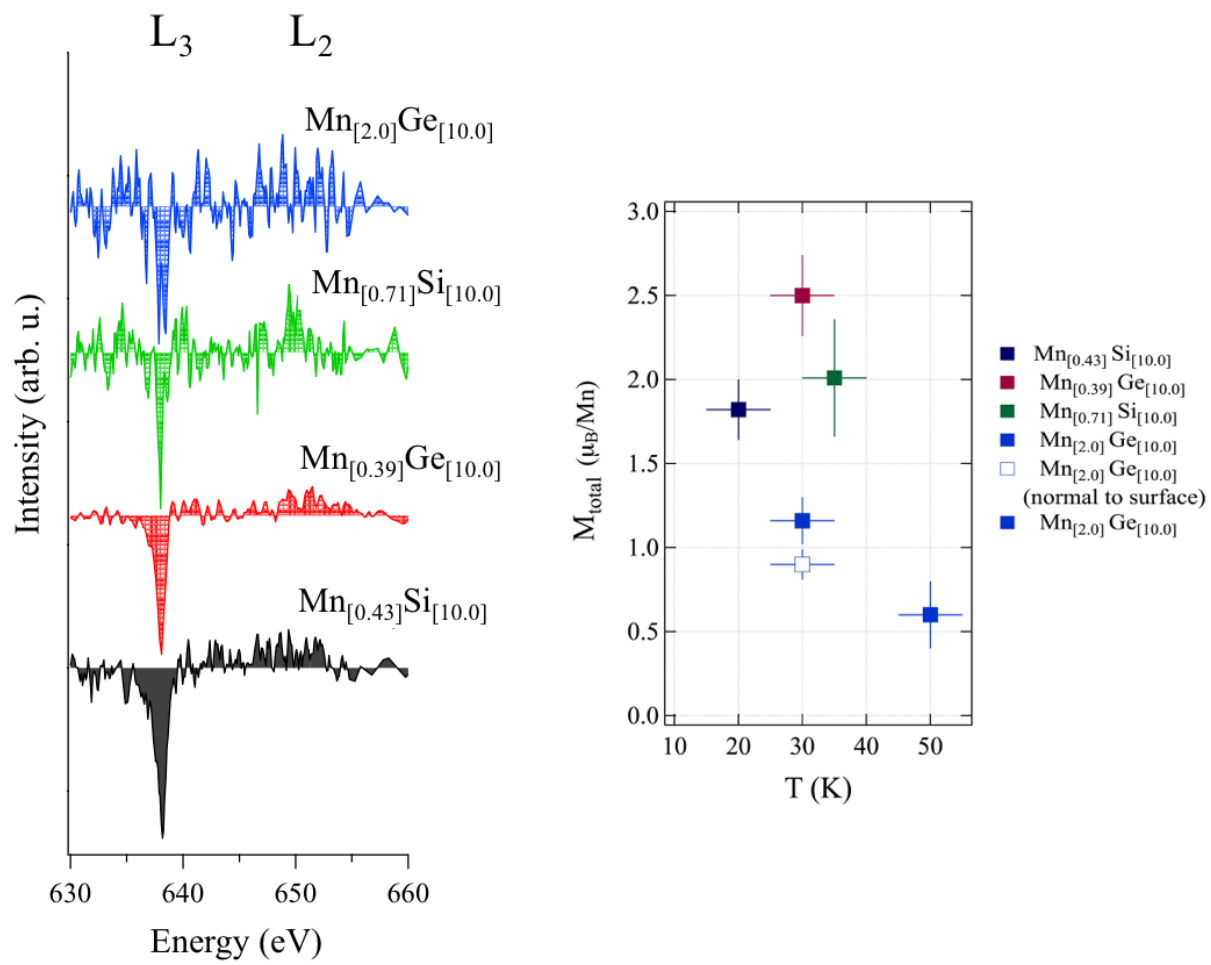 L₃ L₂
Mn[2.0]Ge[10.0]
Mn[0.71]Si[10.0]
Mn[0.39]Ge[10.0]
Mn[0.43]Si[10.0]
Intensity (arb. u.)
630 640 650 660
Energy (eV)
3.0
2.5
2.0
1.5
1.0
0.5
0.0
M_total (μ_B/Mn)
10 20 30 40 50
T (K)
Mn[0.43] Si[10.0]
Mn[0.39] Ge[10.0]
Mn[0.71] Si[10.0]
Mn[2.0] Ge[10.0]
Mn[2.0] Ge[10.0]
(normal to surface)
Mn[2.0] Ge[10.0]